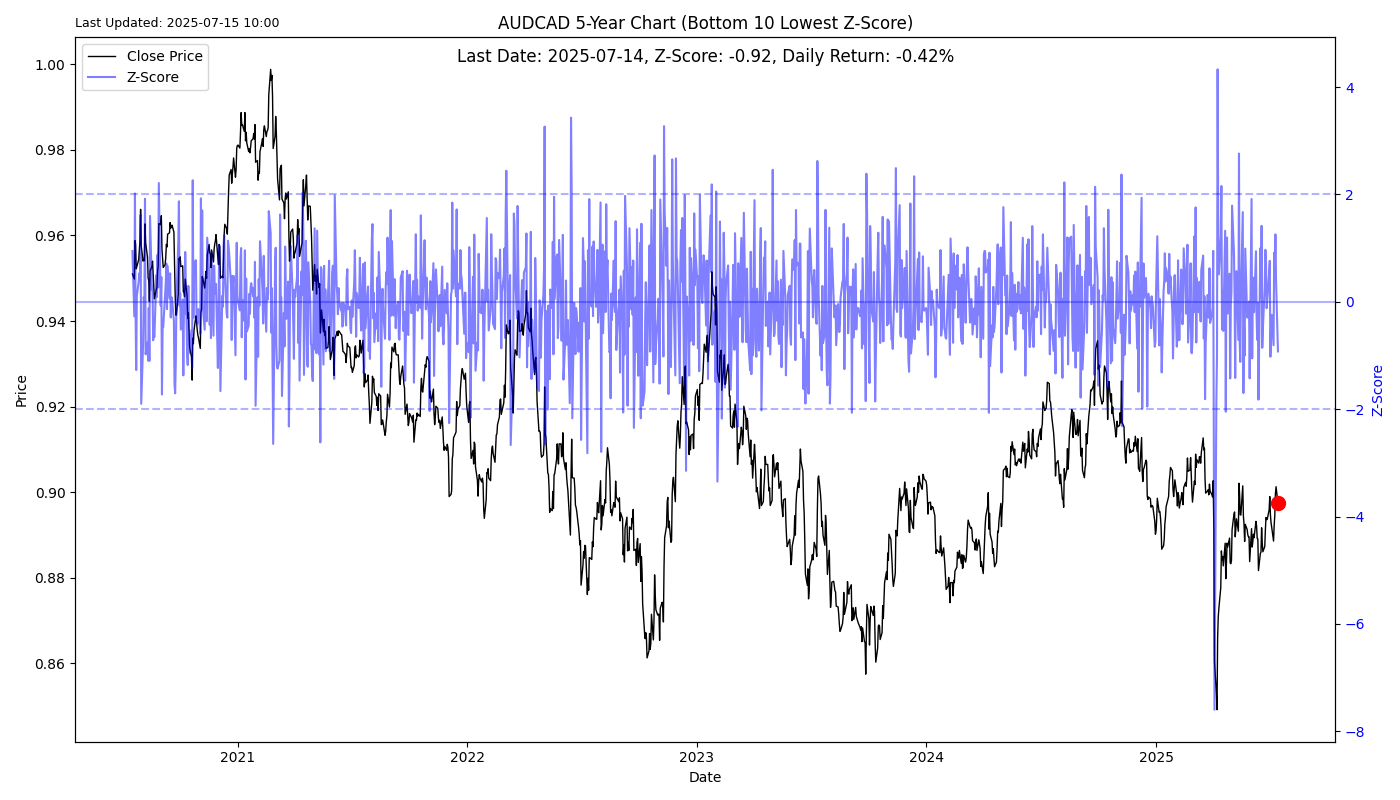 Last Updated: 2025-07-15 10:00
AUDCAD 5-Year Chart (Bottom 10 Lowest Z-Score)
Last Date: 2025-07-14, Z-Score: -0.92, Daily Return: -0.42%
Close Price
Z-Score
1.00
0.98
0.96
0.94
0.92
0.90
0.88
0.86
Price
4
2
0
−2
−4
−6
−8
Z-Score
2021
2022
2023
2024
2025
Date